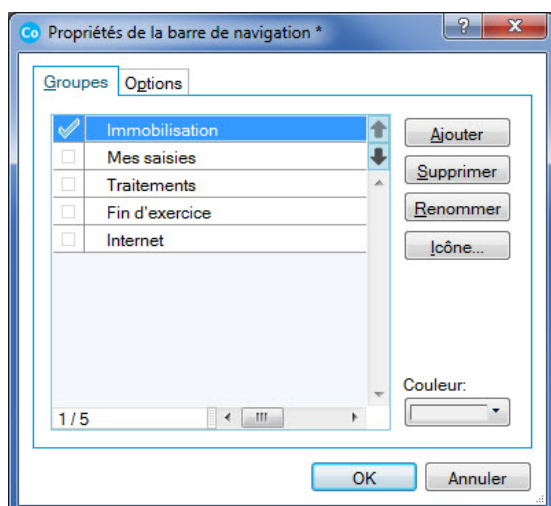 Co Propriétés de la barre de navigation *
?
Groupes Options
Immobilisation
Mes saisies
Traitements
Fin d'exercice
Internet
Ajouter
Supprimer
Renommer
Icône...
Couleur:
1 / 5
OK Annuler